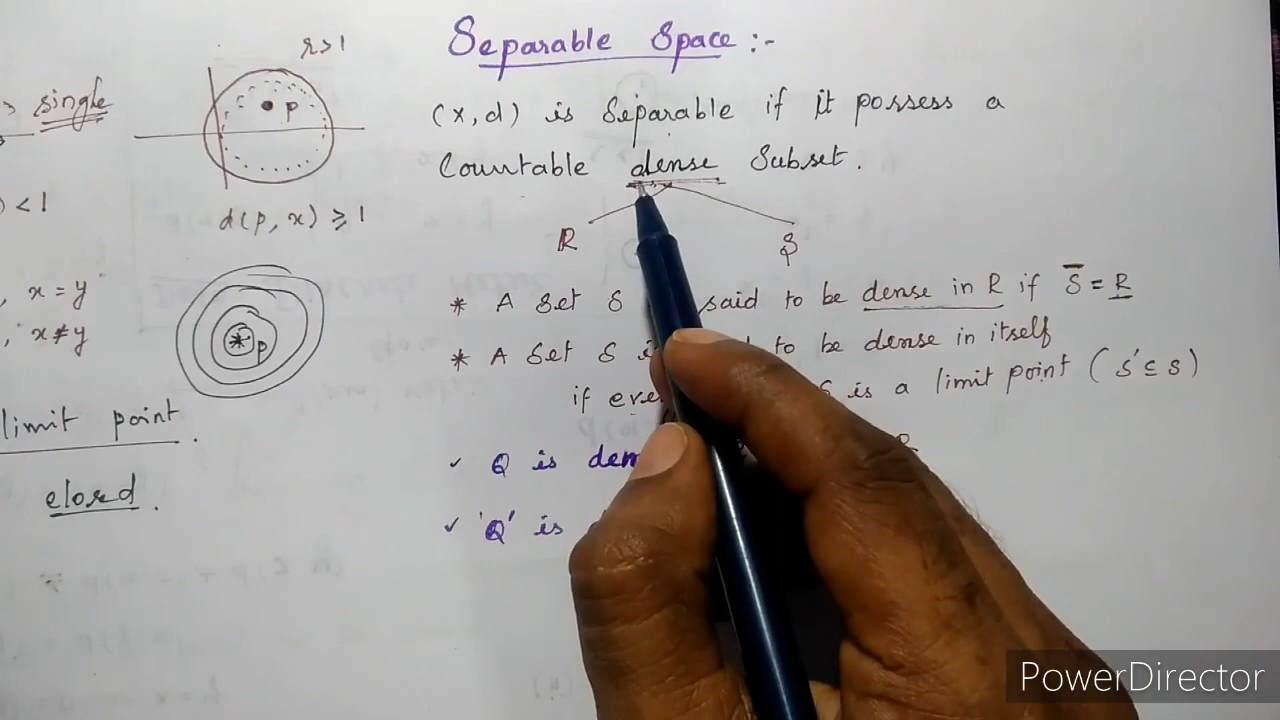 Separable Space :-
(x, d) is Separable if it possess a
Countable dense Subset.
R S
* A Set S said to be dense in R if S̅ = R
* A Set S to be dense in itself
if S is a limit point (S' ⊆ S)
✓ Q is
✓ 'Q' is
single
r > 1
p
< 1
d(p, x) ≥ 1
, x = y
, x ≠ y
p
limit point.
closed.
PowerDirector